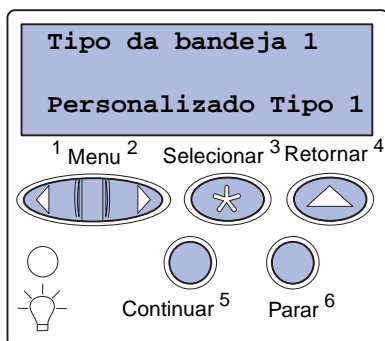 Tipo da bandeja 1
Personalizado Tipo 1
1 Menu 2 Selecionar 3 Retornar 4
Continuar 5 Parar 6